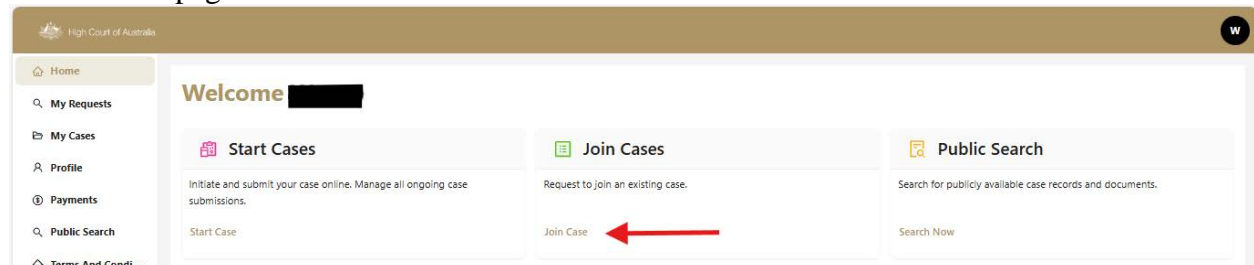 High Court of Australia
W
Home
My Requests
My Cases
Profile
Payments
Public Search
Welcome
Start Cases
Initiate and submit your case online. Manage all ongoing case
submissions.
Start Case
Join Cases
Request to join an existing case.
Join Case
Public Search
Search for publicly available case records and documents.
Search Now